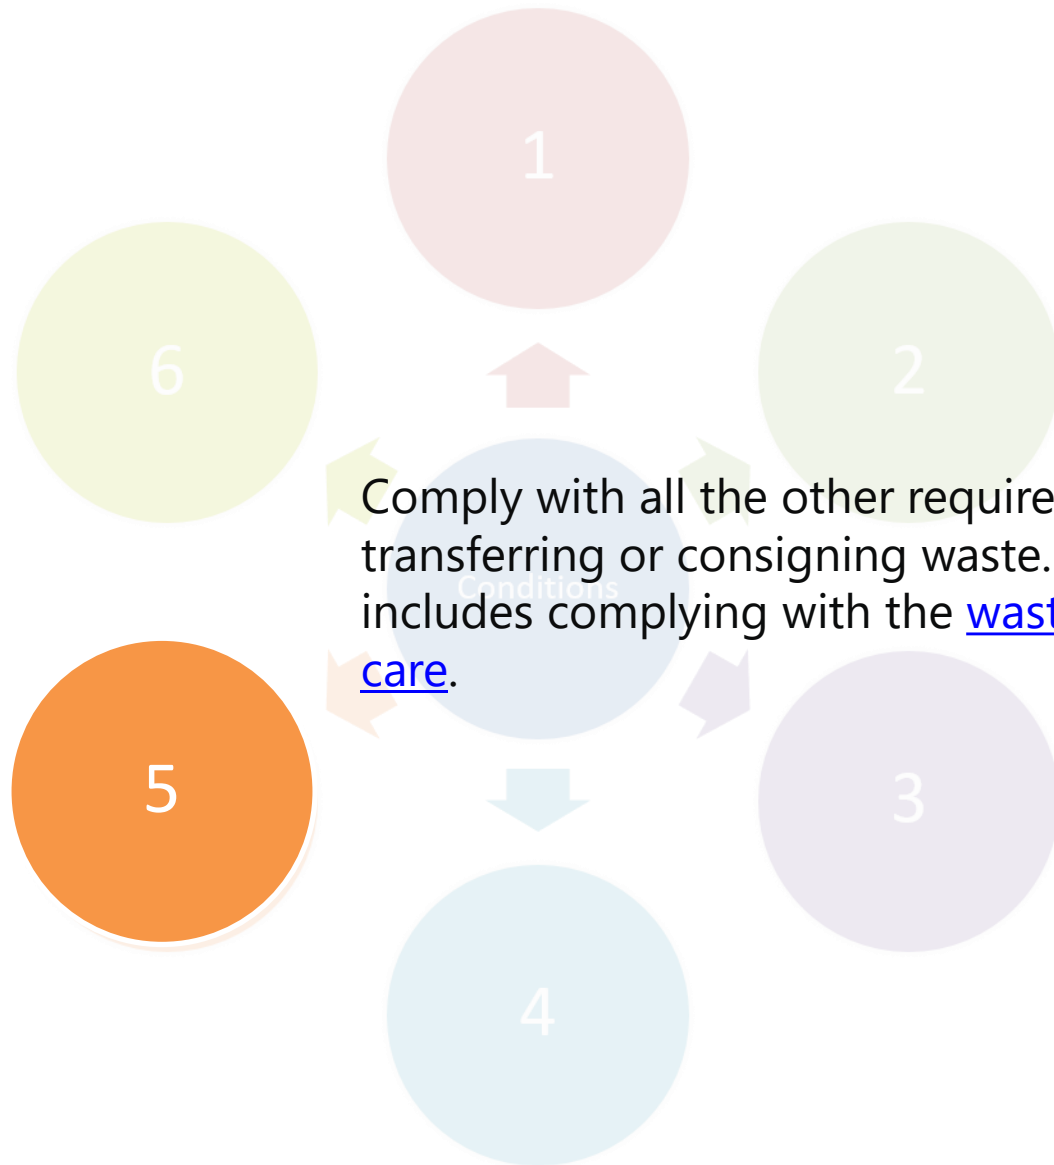 1
6
2
Comply with all the other require
transferring or consigning waste.
Conditions
includes complying with the wast
care.
5
3
4